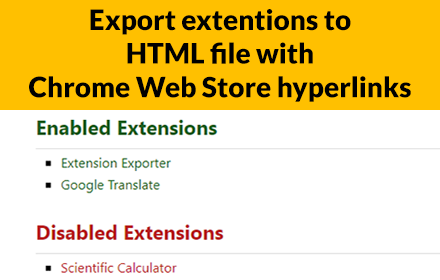 Export extentions to
HTML file with
Chrome Web Store hyperlinks
Enabled Extensions
Extension Exporter
Google Translate
Disabled Extensions
Scientific Calculator